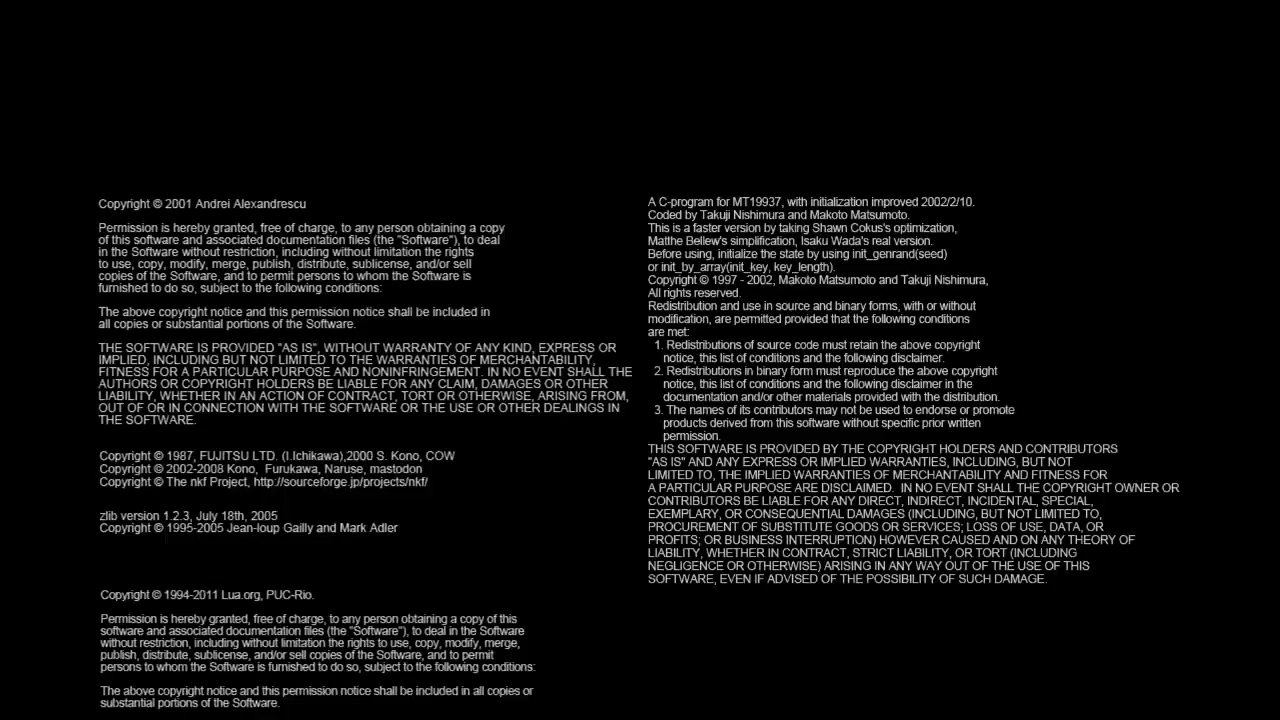 Copyright © 2001 Andrei Alexandrescu
Permission is hereby granted, free of charge, to any person obtaining a copy
of this software and associated documentation files (the "Software"), to deal
in the Software without restriction, including without limitation the rights
to use, copy, modify, merge, publish, distribute, sublicense, and/or sell
copies of the Software, and to permit persons to whom the Software is
furnished to do so, subject to the following conditions:
The above copyright notice and this permission notice shall be included in
all copies or substantial portions of the Software.
THE SOFTWARE IS PROVIDED "AS IS", WITHOUT WARRANTY OF ANY KIND, EXPRESS OR
IMPLIED, INCLUDING BUT NOT LIMITED TO THE WARRANTIES OF MERCHANTABILITY,
FITNESS FOR A PARTICULAR PURPOSE AND NONINFRINGEMENT. IN NO EVENT SHALL THE
AUTHORS OR COPYRIGHT HOLDERS BE LIABLE FOR ANY CLAIM, DAMAGES OR OTHER
LIABILITY, WHETHER IN AN ACTION OF CONTRACT, TORT OR OTHERWISE, ARISING FROM,
OUT OF OR IN CONNECTION WITH THE SOFTWARE OR THE USE OR OTHER DEALINGS IN
THE SOFTWARE.
Copyright © 1987, FUJITSU LTD. (I.Ichikawa),2000 S. Kono, COW
Copyright © 2002-2008 Kono, Furukawa, Naruse, mastodon
Copyright © The nkf Project, http://sourceforge.jp/projects/nkf/
zlib version 1.2.3, July 18th, 2005
Copyright © 1995-2005 Jean-loup Gailly and Mark Adler
Copyright © 1994-2011 Lua.org, PUC-Rio.
Permission is hereby granted, free of charge, to any person obtaining a copy of this
software and associated documentation files (the "Software"), to deal in the Software
without restriction, including without limitation the rights to use, copy, modify, merge,
publish, distribute, sublicense, and/or sell copies of the Software, and to permit
persons to whom the Software is furnished to do so, subject to the following conditions:
The above copyright notice and this permission notice shall be included in all copies or
substantial portions of the Software.
A C-program for MT19937, with initialization improved 2002/2/10.
Coded by Takuji Nishimura and Makoto Matsumoto.
This is a faster version by taking Shawn Cokus's optimization,
Matthe Bellew's simplification, Isaku Wada's real version.
Before using, initialize the state by using init_genrand(seed)
or init_by_array(init_key, key_length).
Copyright © 1997 - 2002, Makoto Matsumoto and Takuji Nishimura,
All rights reserved.
Redistribution and use in source and binary forms, with or without
modification, are permitted provided that the following conditions
are met:
1. Redistributions of source code must retain the above copyright
notice, this list of conditions and the following disclaimer.
2. Redistributions in binary form must reproduce the above copyright
notice, this list of conditions and the following disclaimer in the
documentation and/or other materials provided with the distribution.
3. The names of its contributors may not be used to endorse or promote
products derived from this software without specific prior written
permission.
THIS SOFTWARE IS PROVIDED BY THE COPYRIGHT HOLDERS AND CONTRIBUTORS
"AS IS" AND ANY EXPRESS OR IMPLIED WARRANTIES, INCLUDING, BUT NOT
LIMITED TO, THE IMPLIED WARRANTIES OF MERCHANTABILITY AND FITNESS FOR
A PARTICULAR PURPOSE ARE DISCLAIMED. IN NO EVENT SHALL THE COPYRIGHT OWNER OR
CONTRIBUTORS BE LIABLE FOR ANY DIRECT, INDIRECT, INCIDENTAL, SPECIAL,
EXEMPLARY, OR CONSEQUENTIAL DAMAGES (INCLUDING, BUT NOT LIMITED TO,
PROCUREMENT OF SUBSTITUTE GOODS OR SERVICES; LOSS OF USE, DATA, OR
PROFITS; OR BUSINESS INTERRUPTION) HOWEVER CAUSED AND ON ANY THEORY OF
LIABILITY, WHETHER IN CONTRACT, STRICT LIABILITY, OR TORT (INCLUDING
NEGLIGENCE OR OTHERWISE) ARISING IN ANY WAY OUT OF THE USE OF THIS
SOFTWARE, EVEN IF ADVISED OF THE POSSIBILITY OF SUCH DAMAGE.